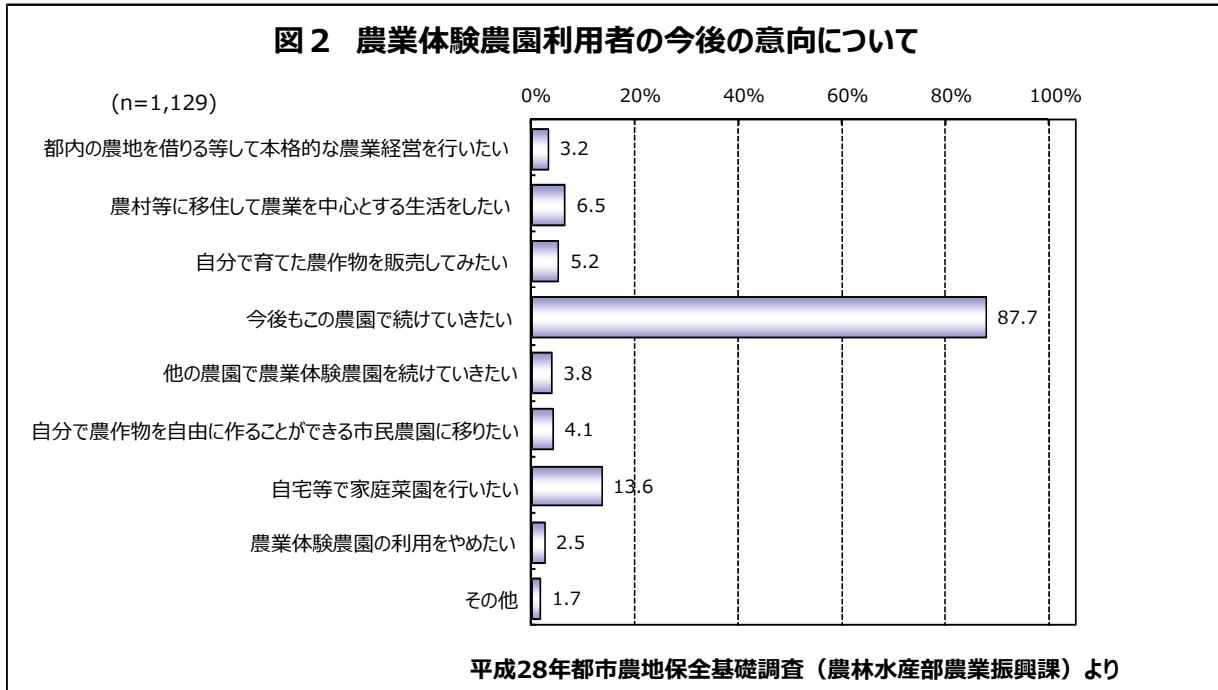 図2 農業体験農園利用者の今後の意向について
(n=1,129)
0% 20% 40% 60% 80% 100%
都内の農地を借りる等して本格的な農業経営を行いたい 3.2
農村等に移住して農業を中心とする生活をしたい 6.5
自分で育てた農作物を販売してみたい 5.2
今後もこの農園で続けていきたい 87.7
他の農園で農業体験農園を続けていきたい 3.8
自分で農作物を自由に作ることができる市民農園に移りたい 4.1
自宅等で家庭菜園を行いたい 13.6
農業体験農園の利用をやめたい 2.5
その他 1.7
平成28年都市農地保全基礎調査（農林水産部農業振興課）より